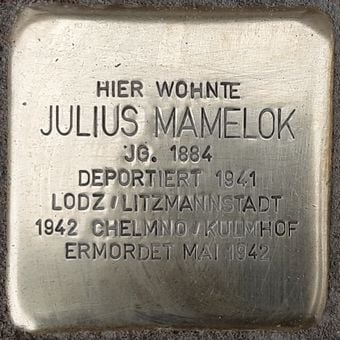 HIER WOHNTE
JULIUS MAMELOK
JG. 1884
DEPORTIERT 1941
LODZ/LITZMANNSTADT
1942 CHELMNO/KULMHOF
ERMORDET MAI 1942